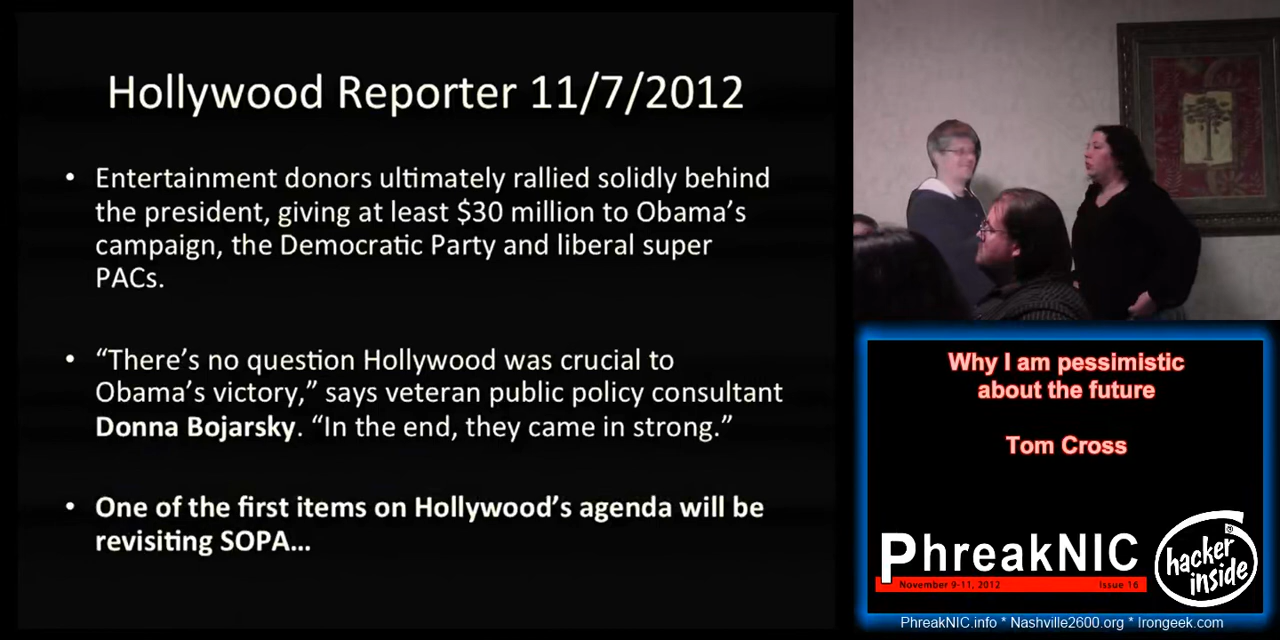 Hollywood Reporter 11/7/2012
• Entertainment donors ultimately rallied solidly behind
the president, giving at least $30 million to Obama’s
campaign, the Democratic Party and liberal super
PACs.
• “There’s no question Hollywood was crucial to
Obama’s victory,” says veteran public policy consultant
Donna Bojarsky. “In the end, they came in strong.”
• One of the first items on Hollywood’s agenda will be
revisiting SOPA…
Why I am pessimistic
about the future
Tom Cross
PhreakNIC
November 9-11, 2012 Issue 16
hacker
inside
PhreakNIC.info * Nashville2600.org * Irongeek.com